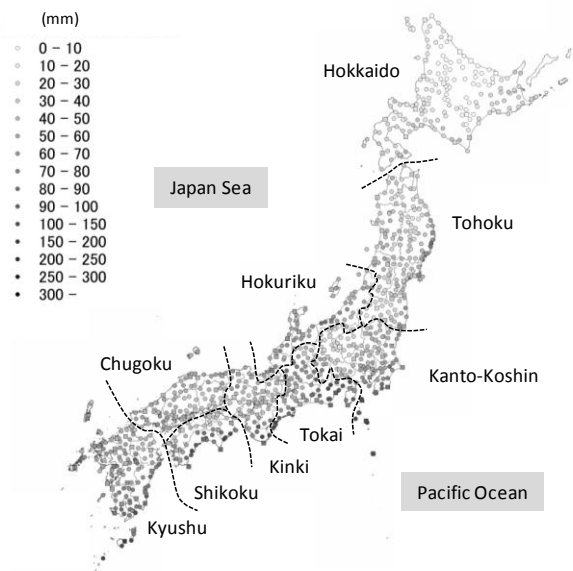 (mm)
0 – 10
10 – 20
20 – 30
30 – 40
40 – 50
50 – 60
60 – 70
70 – 80
80 – 90
90 – 100
100 – 150
150 – 200
200 – 250
250 – 300
300 –
Hokkaido
Japan Sea
Tohoku
Hokuriku
Chugoku
Kanto-Koshin
Tokai
Kinki
Shikoku
Pacific Ocean
Kyushu